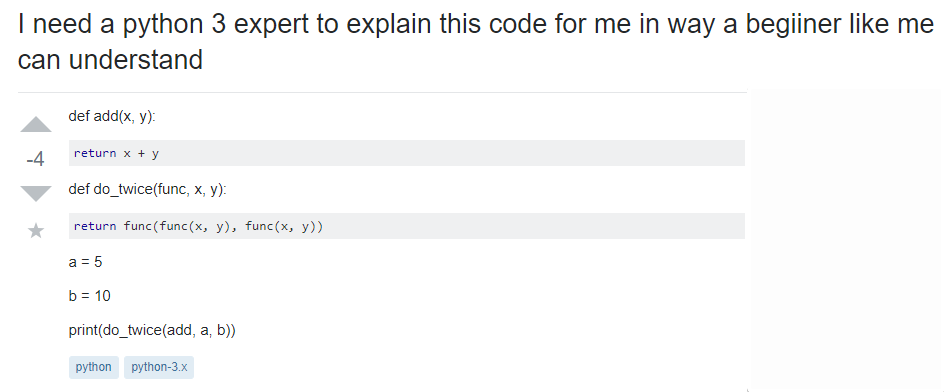 I need a python 3 expert to explain this code for me in way a begiiner like me
can understand
def add(x, y):
-4
return x + y
def do_twice(func, x, y):
return func(func(x, y), func(x, y))
a = 5
b = 10
print(do_twice(add, a, b))
python python-3.x